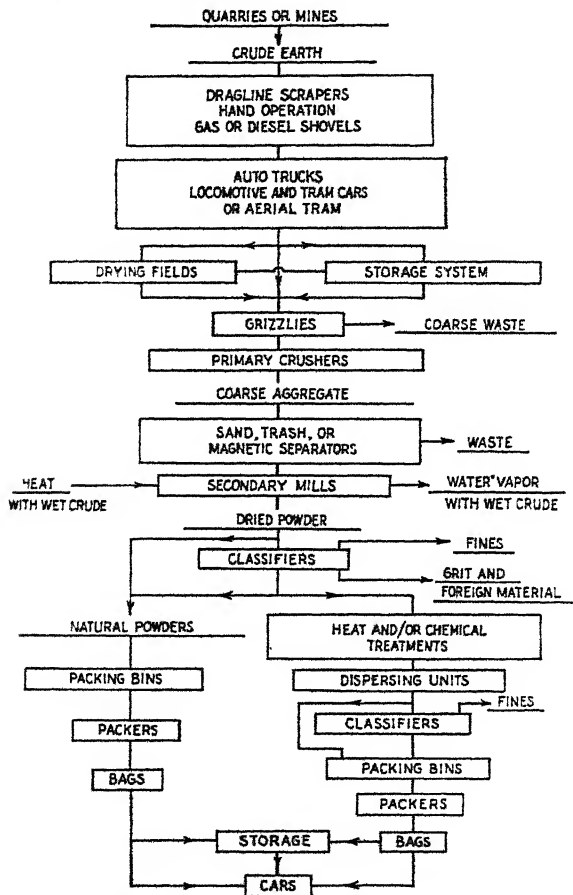 QUARRIES OR MINES
CRUDE EARTH
DRAGLINE SCRAPERS
HAND OPERATION
GAS OR DIESEL SHOVELS
AUTO TRUCKS
LOCOMOTIVE AND TRAM CARS
OR AERIAL TRAM
DRYING FIELDS
STORAGE SYSTEM
GRIZZLIES
COARSE WASTE
PRIMARY CRUSHERS
COARSE AGGREGATE
SAND, TRASH, OR
MAGNETIC SEPARATORS
WASTE
HEAT
WITH WET CRUDE
SECONDARY MILLS
WATER VAPOR
WITH WET CRUDE
DRIED POWDER
CLASSIFIERS
FINES
GRIT AND
FOREIGN MATERIAL
NATURAL POWDERS
HEAT AND/OR CHEMICAL
TREATMENTS
PACKING BINS
DISPERSING UNITS
FINES
CLASSIFIERS
PACKERS
PACKING BINS
BAGS
PACKERS
STORAGE
BAGS
CARS